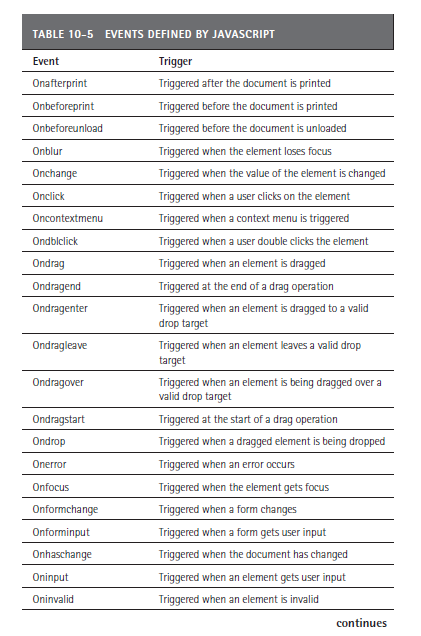 TABLE 10-5 EVENTS DEFINED BY JAVASCRIPT
Event Trigger
Onafterprint Triggered after the document is printed
Onbeforeprint Triggered before the document is printed
Onbeforeunload Triggered before the document is unloaded
Onblur Triggered when the element loses focus
Onchange Triggered when the value of the element is changed
Onclick Triggered when a user clicks on the element
Oncontextmenu Triggered when a context menu is triggered
Ondblclick Triggered when a user double clicks the element
Ondrag Triggered when an element is dragged
Ondragend Triggered at the end of a drag operation
Ondragenter Triggered when an element is dragged to a valid
drop target
Ondragleave Triggered when an element leaves a valid drop
target
Ondragover Triggered when an element is being dragged over a
valid drop target
Ondragstart Triggered at the start of a drag operation
Ondrop Triggered when a dragged element is being dropped
Onerror Triggered when an error occurs
Onfocus Triggered when the element gets focus
Onformchange Triggered when a form changes
Onforminput Triggered when a form gets user input
Onhaschange Triggered when the document has changed
Oninput Triggered when an element gets user input
Oninvalid Triggered when an element is invalid
continues